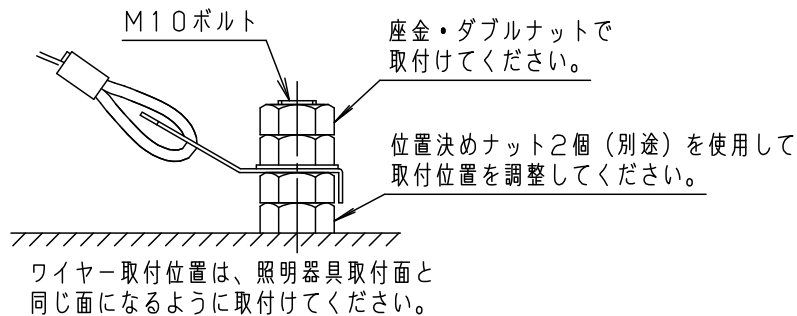 M10ボルト
座金・ダブルナットで
取付けてください。
位置決めナット2個（別途）を使用して
取付位置を調整してください。
ワイヤー取付位置は、照明器具取付面と
同じ面になるように取付けてください。